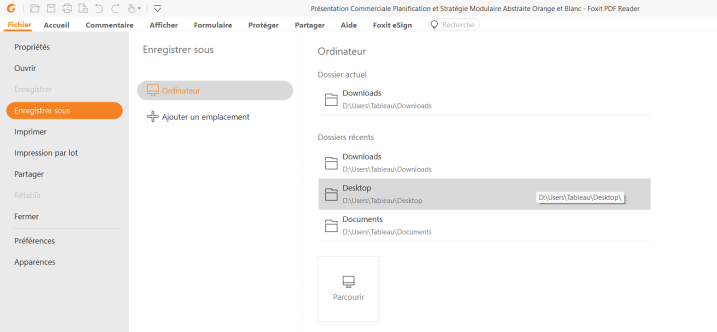 Présentation Commerciale Planification et Stratégie Modulaire Abstraite Orange et Blanc - Foxit PDF Reader
Fichier Accueil Commentaire Afficher Formulaire Protéger Partager Aide Foxit eSign Recherche
Propriétés
Ouvrir
Enregistrer
Enregistrer sous
Imprimer
Impression par lot
Partager
Rétablir
Fermer
Préférences
Apparences
Enregistrer sous
Ordinateur
Ajouter un emplacement
Ordinateur
Dossier actuel
Downloads
D:\Users\Tableau\Downloads
Dossiers récents
Downloads
D:\Users\Tableau\Downloads
Desktop
D:\Users\Tableau\Desktop
D:\Users\Tableau\Desktop\
Documents
D:\Users\Tableau\Documents
Parcourir